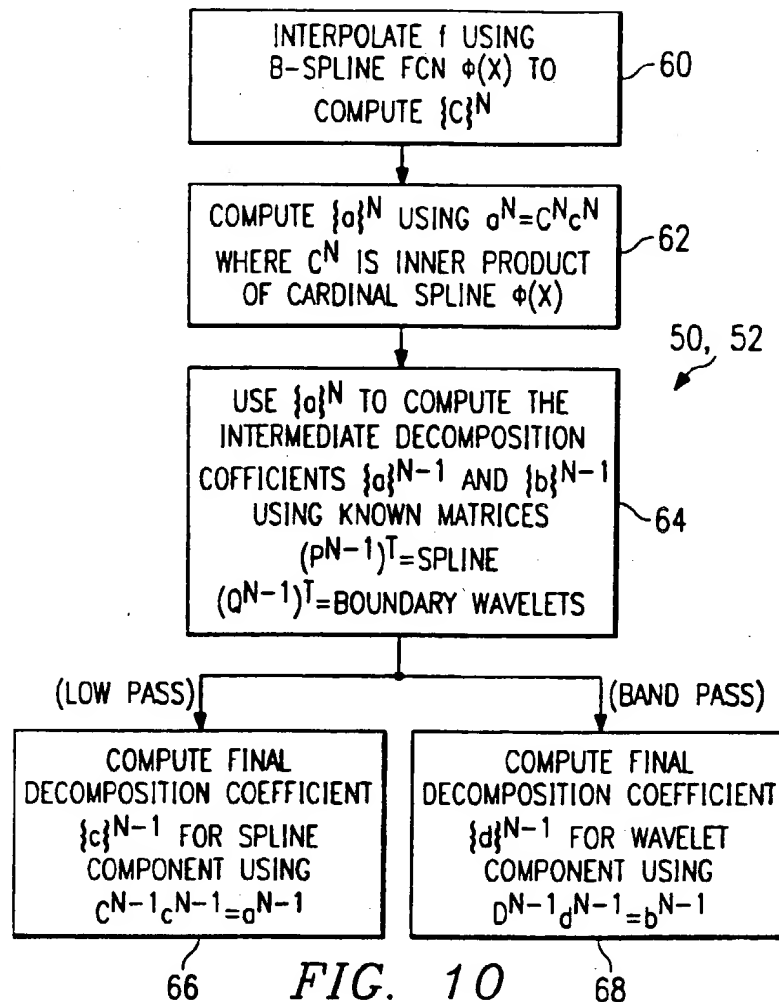 INTERPOLATE f USING
B-SPLINE FCN Φ(X) TO
COMPUTE {C}^N
60
COMPUTE {a}^N USING a^N=C^Nc^N
WHERE C^N IS INNER PRODUCT
OF CARDINAL SPLINE Φ(X)
62
50, 52
USE {a}^N TO COMPUTE THE
INTERMEDIATE DECOMPOSITION
COFFICIENTS {a}^N-1 AND {b}^N-1
USING KNOWN MATRICES
(P^N-1)^T=SPLINE
(Q^N-1)^T=BOUNDARY WAVELETS
64
(LOW PASS)
(BAND PASS)
COMPUTE FINAL
DECOMPOSITION COEFFICIENT
{c}^N-1 FOR SPLINE
COMPONENT USING
C^N-1c^N-1=a^N-1
66
COMPUTE FINAL
DECOMPOSITION COEFFICIENT
{d}^N-1 FOR WAVELET
COMPONENT USING
D^N-1d^N-1=b^N-1
68
FIG. 10